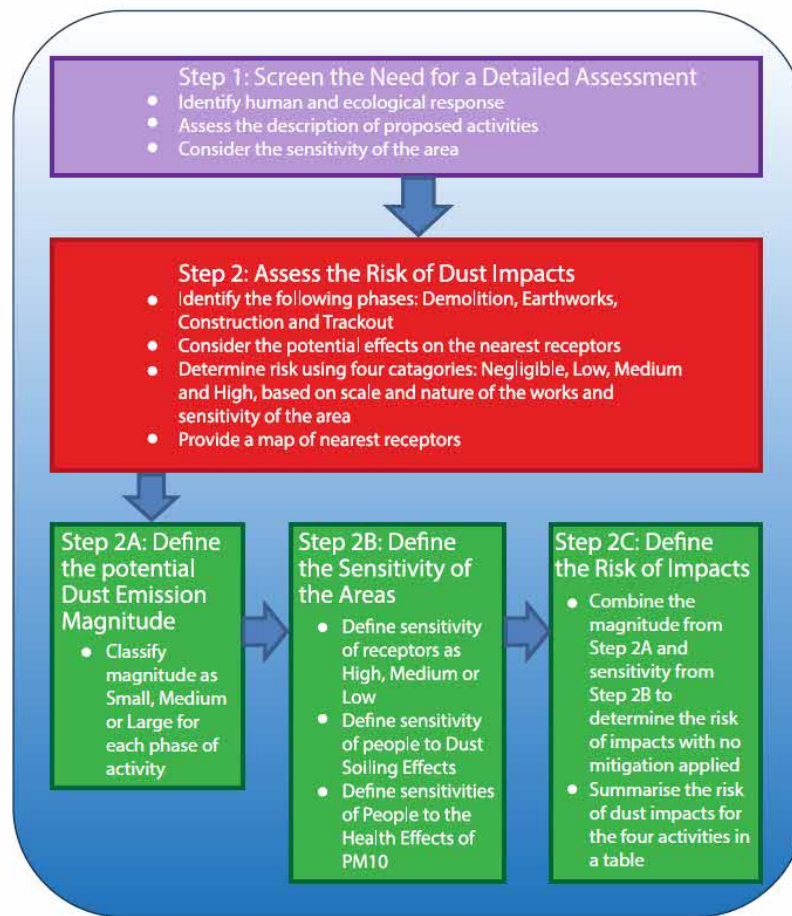 Step 1: Screen the Need for a Detailed Assessment
● Identify human and ecological response
● Assess the description of proposed activities
● Consider the sensitivity of the area
Step 2: Assess the Risk of Dust Impacts
● Identify the following phases: Demolition, Earthworks,
Construction and Trackout
● Consider the potential effects on the nearest receptors
● Determine risk using four catagories: Negligible, Low, Medium
and High, based on scale and nature of the works and
sensitivity of the area
● Provide a map of nearest receptors
Step 2A: Define
the potential
Dust Emission
Magnitude
● Classify
magnitude as
Small, Medium
or Large for
each phase of
activity
Step 2B: Define
the Sensitivity of
the Areas
● Define sensitivity
of receptors as
High, Medium or
Low
● Define sensitivity
of people to Dust
Soiling Effects
● Define sensitivities
of People to the
Health Effects of
PM10
Step 2C: Define
the Risk of Impacts
● Combine the
magnitude from
Step 2A and
sensitivity from
Step 2B to
determine the risk
of impacts with no
mitigation applied
● Summarise the risk
of dust impacts for
the four activities in
a table